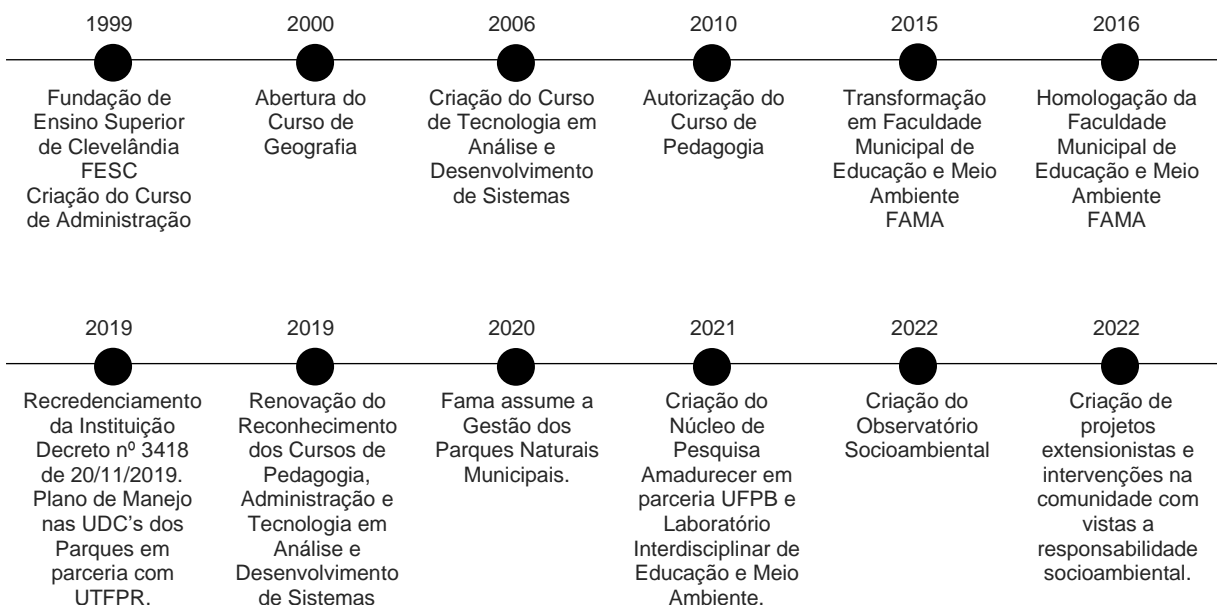 1999
Fundação de
Ensino Superior
de Clevelândia
FESC
Criação do Curso
de Administração
2000
Abertura do
Curso de
Geografia
2006
Criação do Curso
de Tecnologia em
Análise e
Desenvolvimento
de Sistemas
2010
Autorização do
Curso de
Pedagogia
2015
Transformação
em Faculdade
Municipal de
Educação e Meio
Ambiente
FAMA
2016
Homologação da
Faculdade
Municipal de
Educação e Meio
Ambiente
FAMA
2019
Recredenciamento
da Instituição
Decreto nº 3418
de 20/11/2019.
Plano de Manejo
nas UDC's dos
Parques em
parceria com
UTFPR.
2019
Renovação do
Reconhecimento
dos Cursos de
Pedagogia,
Administração e
Tecnologia em
Análise e
Desenvolvimento
de Sistemas
2020
Fama assume a
Gestão dos
Parques Naturais
Municipais.
2021
Criação do
Núcleo de
Pesquisa
Amadurecer em
parceria UFPB e
Laboratório
Interdisciplinar de
Educação e Meio
Ambiente.
2022
Criação do
Observatório
Socioambiental
2022
Criação de
projetos
extensionistas e
intervenções na
comunidade com
vistas a
responsabilidade
socioambiental.